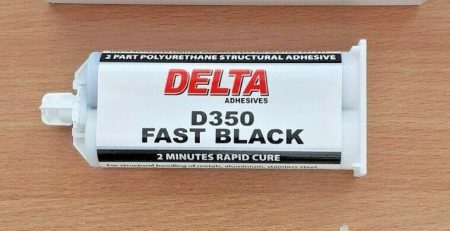 2 PART POLYURETHANE STRUCTURAL ADHESIVE
DELTA
ADHESIVES
D350
FAST BLACK
2 MINUTES RAPID CURE
For structural bonding of metals, aluminium, stainless steel.